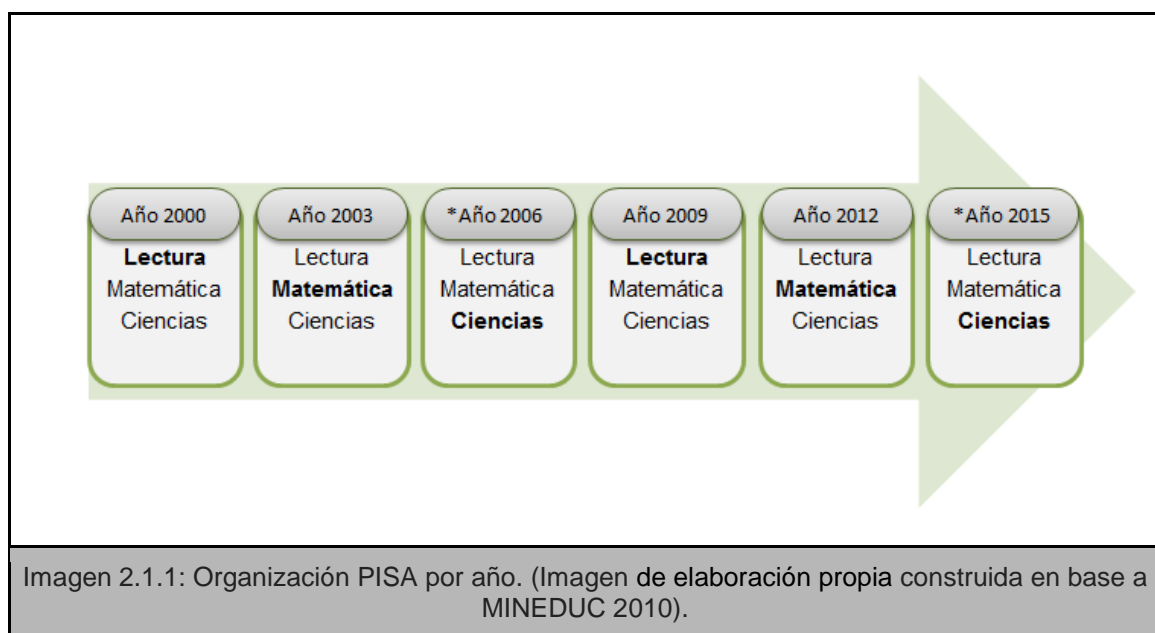 Año 2000
Lectura
Matemática
Ciencias
Año 2003
Lectura
Matemática
Ciencias
*Año 2006
Lectura
Matemática
Ciencias
Año 2009
Lectura
Matemática
Ciencias
Año 2012
Lectura
Matemática
Ciencias
*Año 2015
Lectura
Matemática
Ciencias
Imagen 2.1.1: Organización PISA por año. (Imagen de elaboración propia construida en base a
MINEDUC 2010).